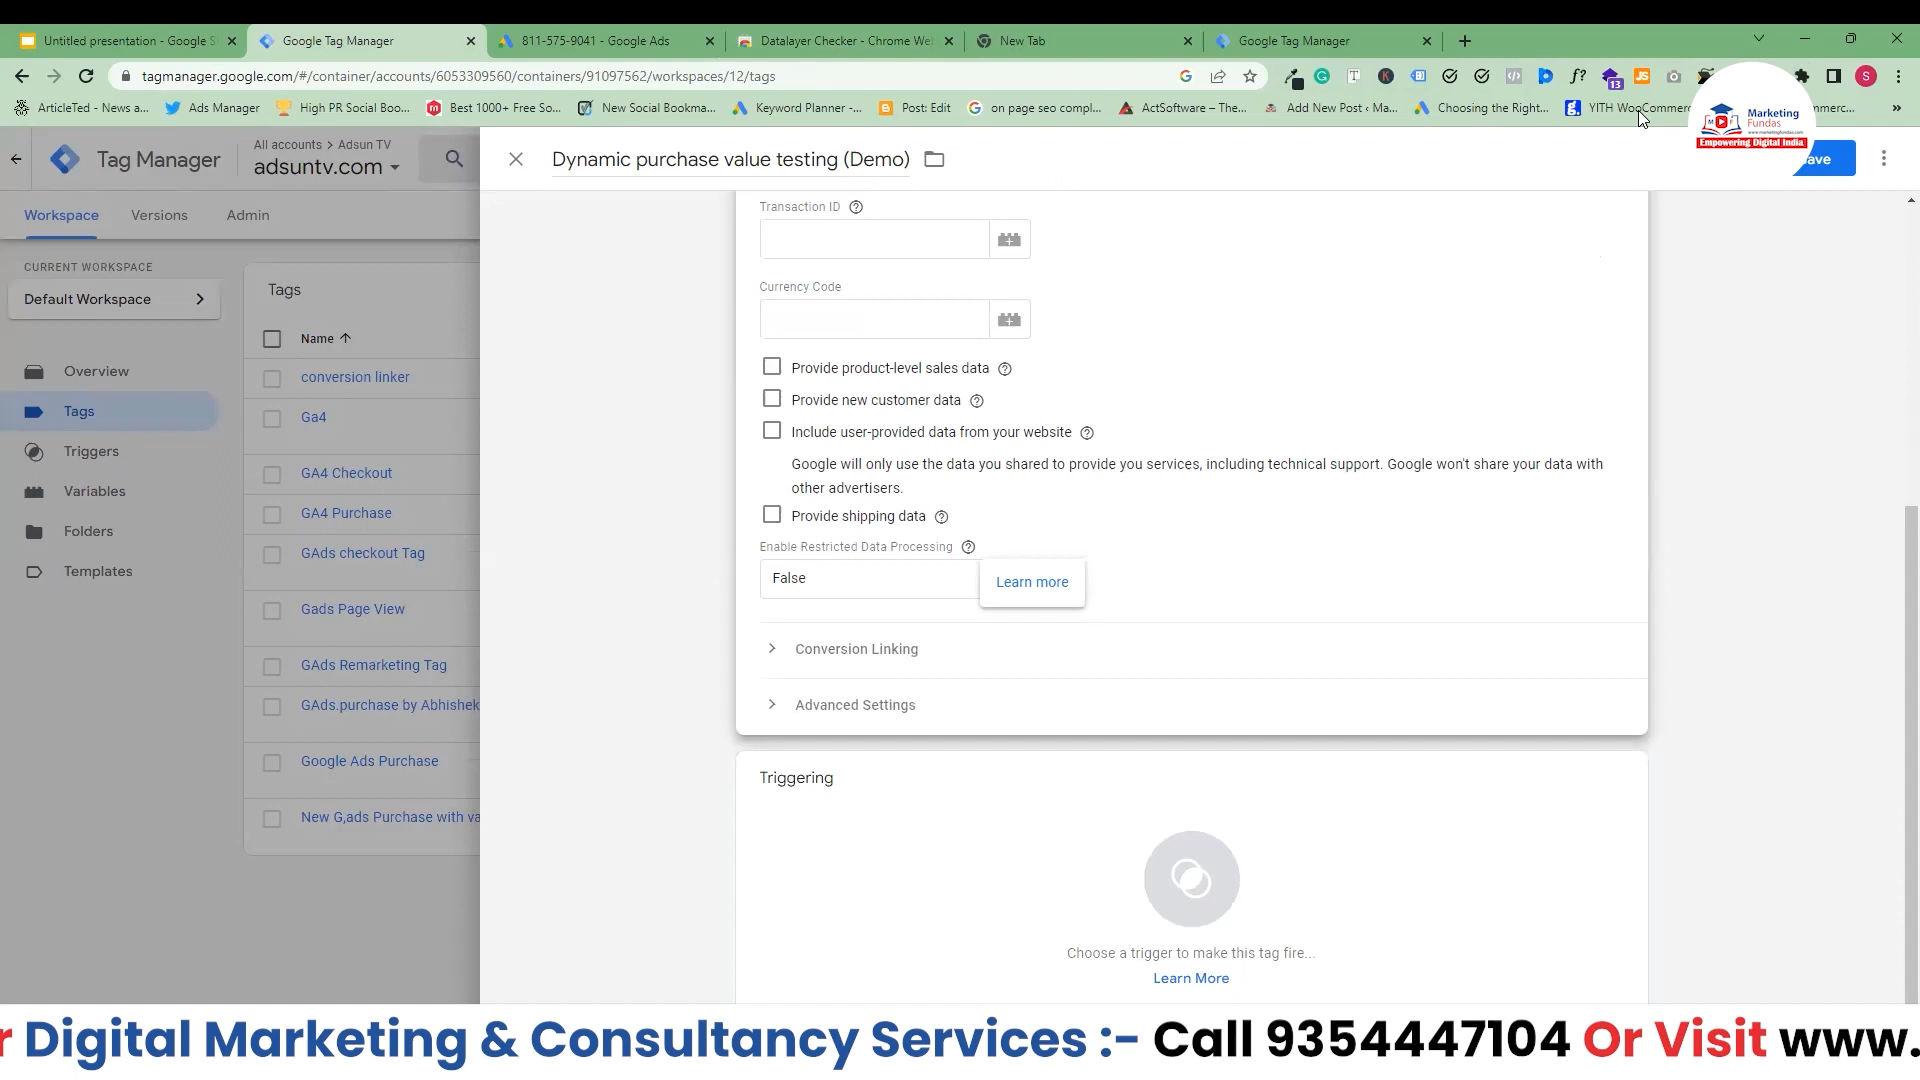 Untitled presentation - Google S
Google Tag Manager
811-575-9041 - Google Ads
Datalayer Checker - Chrome We
New Tab
Google Tag Manager
tagmanager.google.com/#/container/accounts/6053309560/containers/91097562/workspaces/12/tags
ArticleTed - News a...
Ads Manager
High PR Social Boo...
Best 1000+ Free So...
New Social Bookma...
Keyword Planner -...
Post: Edit
on page seo compl...
ActSoftware – The...
Add New Post ‹ Ma...
Choosing the Right...
YITH WooCommerc
mmerc...
13
S
Marketing
Fundas
www.marketingfundas.com
Empowering Digital India
Tag Manager
All accounts > Adsun TV
adsuntv.com
Dynamic purchase value testing (Demo)
ave
Workspace
Versions
Admin
CURRENT WORKSPACE
Default Workspace
Overview
Tags
Triggers
Variables
Folders
Templates
Tags
Name
conversion linker
Ga4
GA4 Checkout
GA4 Purchase
GAds checkout Tag
Gads Page View
GAds Remarketing Tag
GAds.purchase by Abhishek
Google Ads Purchase
New G,ads Purchase with va
Transaction ID
Currency Code
Provide product-level sales data
Provide new customer data
Include user-provided data from your website
Google will only use the data you shared to provide you services, including technical support. Google won't share your data with
other advertisers.
Provide shipping data
Enable Restricted Data Processing
False
Learn more
Conversion Linking
Advanced Settings
Triggering
Choose a trigger to make this tag fire...
Learn More
r Digital Marketing & Consultancy Services :- Call 9354447104 Or Visit www.